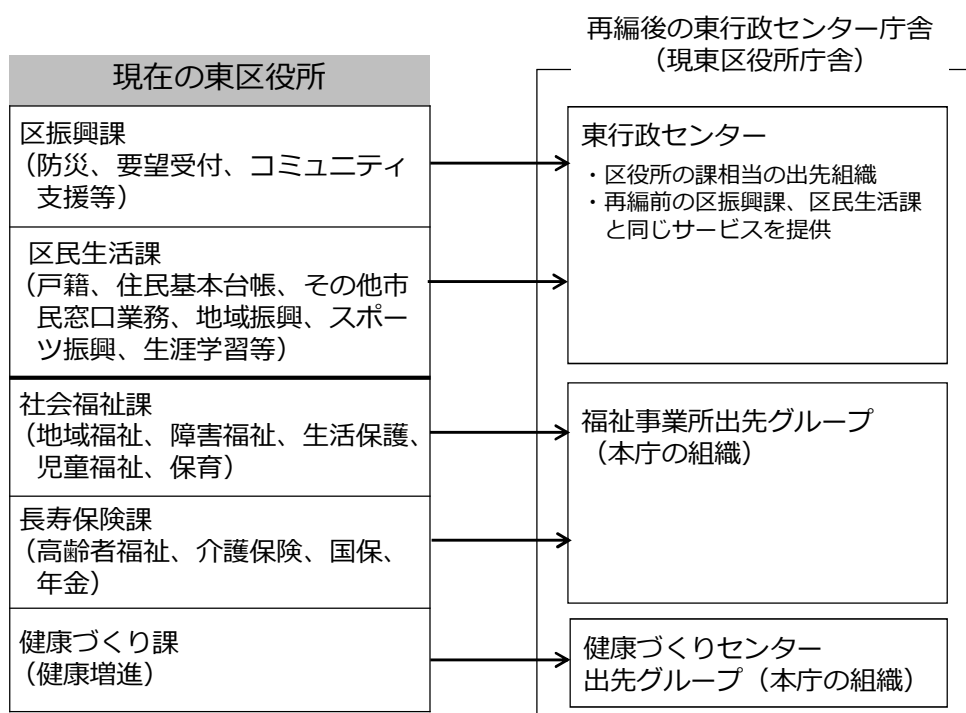 再編後の東行政センター庁舎
（現東区役所庁舎）
現在の東区役所
区振興課
（防災、要望受付、コミュニティ
支援等）
区民生活課
（戸籍、住民基本台帳、その他市
民窓口業務、地域振興、スポー
ツ振興、生涯学習等）
社会福祉課
（地域福祉、障害福祉、生活保護、
児童福祉、保育）
長寿保険課
（高齢者福祉、介護保険、国保、
年金）
健康づくり課
（健康増進）
東行政センター
・区役所の課相当の出先組織
・再編前の区振興課、区民生活課
と同じサービスを提供
福祉事業所出先グループ
（本庁の組織）
健康づくりセンター
出先グループ（本庁の組織）